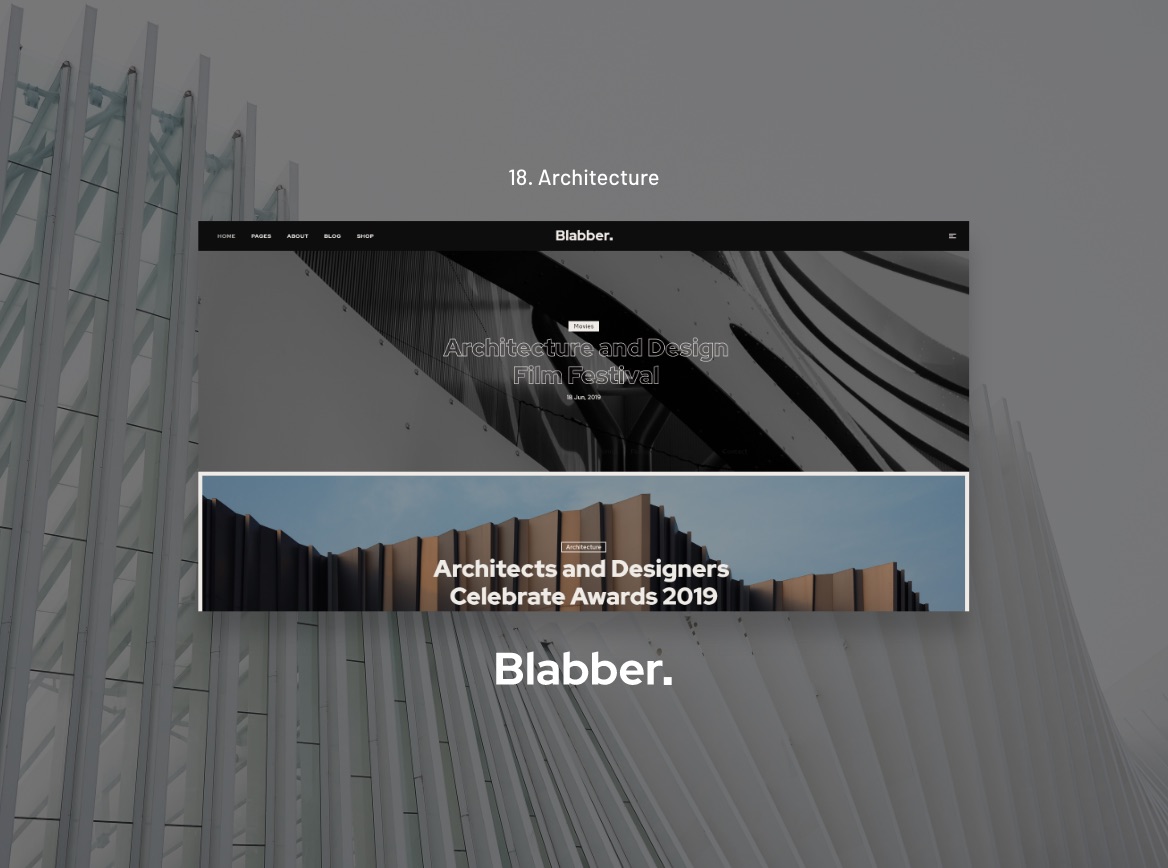 18. Architecture
HOME PAGES ABOUT BLOG SHOP Blabber.
Movies
Architecture and Design
Film Festival
18 Jun, 2019
Architecture
Architects and Designers
Celebrate Awards 2019
Blabber.